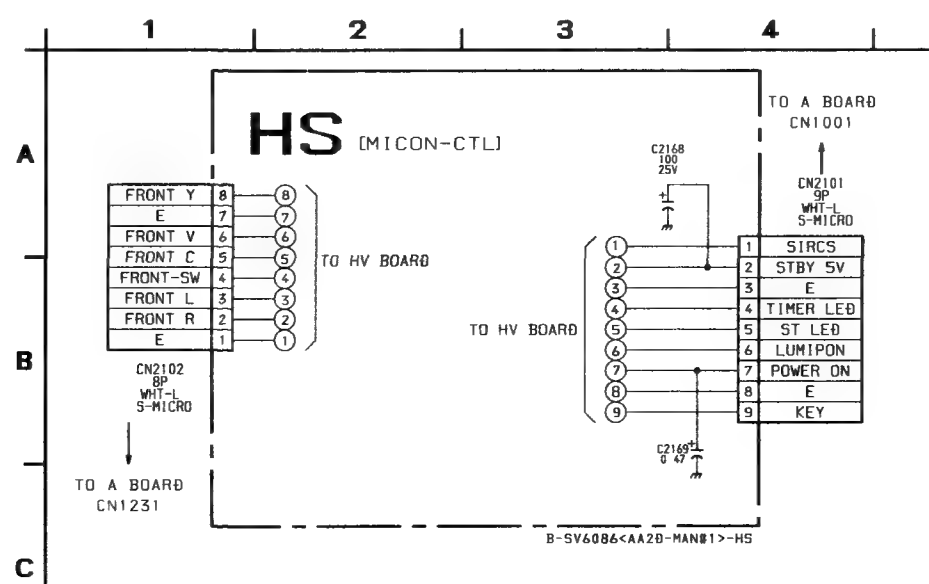 1 2 3 4
A
B
C
HS [MICON-CTL]
FRONT Y 8 8
E 7 7
FRONT V 6 6
FRONT C 5 5
FRONT-SW 4 4
FRONT L 3 3
FRONT R 2 2
E 1 1
TO HV BOARD
CN2102
8P
WHT-L
S-MICRO
TO A BOARD
CN1231
C2168
100
25V
+
TO A BOARD
CN1001
CN2101
9P
WHT-L
S-MICRO
TO HV BOARD
1 1 SIRCS
2 2 STBY 5V
3 3 E
4 4 TIMER LED
5 5 ST LED
6 6 LUMIPON
7 7 POWER ON
8 8 E
9 9 KEY
C2169
0 47
+
B-SV6086<AA2D-MAN#1>-HS